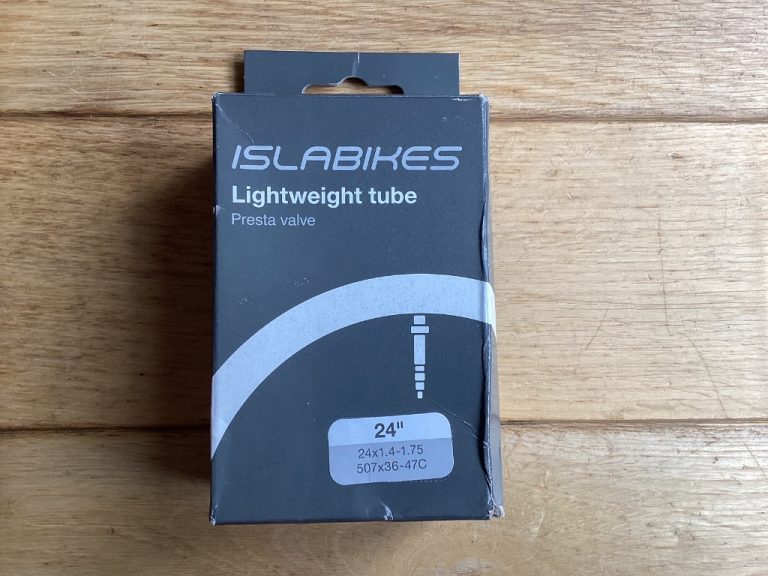 ISLABIKES
Lightweight tube
Presta valve
24"
24x1.4-1.75
507x36-47C